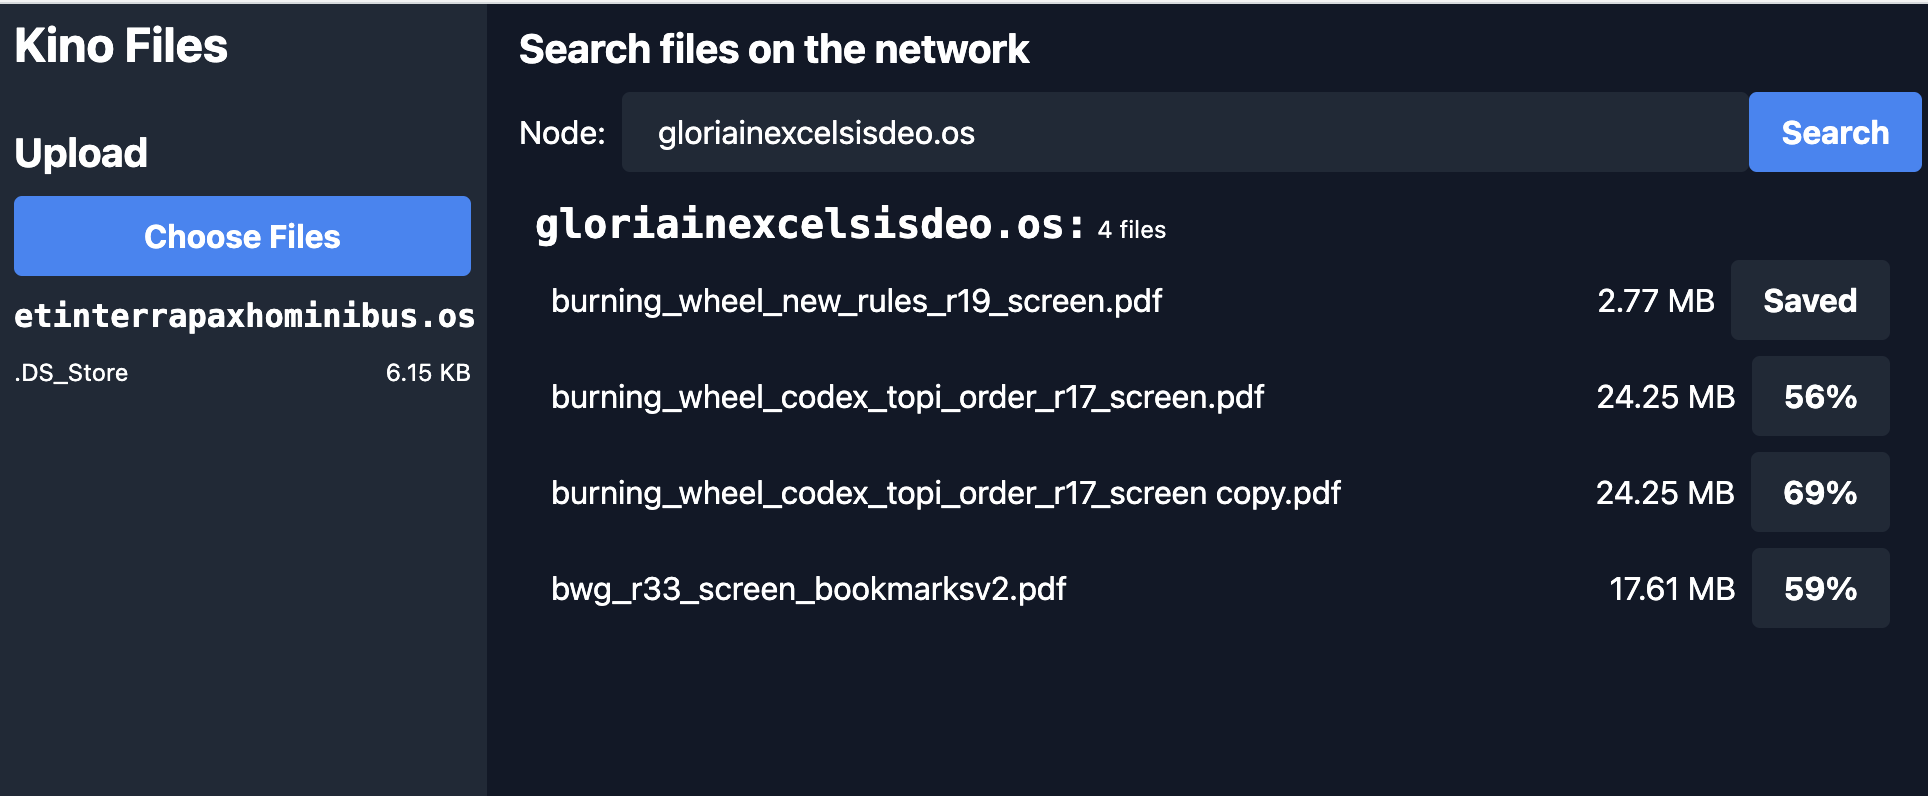 Kino Files
Upload
Choose Files
etinterrapaxhominibus.os
.DS_Store 6.15 KB
Search files on the network
Node: gloriainexcelsisdeo.os Search
gloriainexcelsisdeo.os: 4 files
burning_wheel_new_rules_r19_screen.pdf 2.77 MB Saved
burning_wheel_codex_topi_order_r17_screen.pdf 24.25 MB 56%
burning_wheel_codex_topi_order_r17_screen copy.pdf 24.25 MB 69%
bwg_r33_screen_bookmarksv2.pdf 17.61 MB 59%